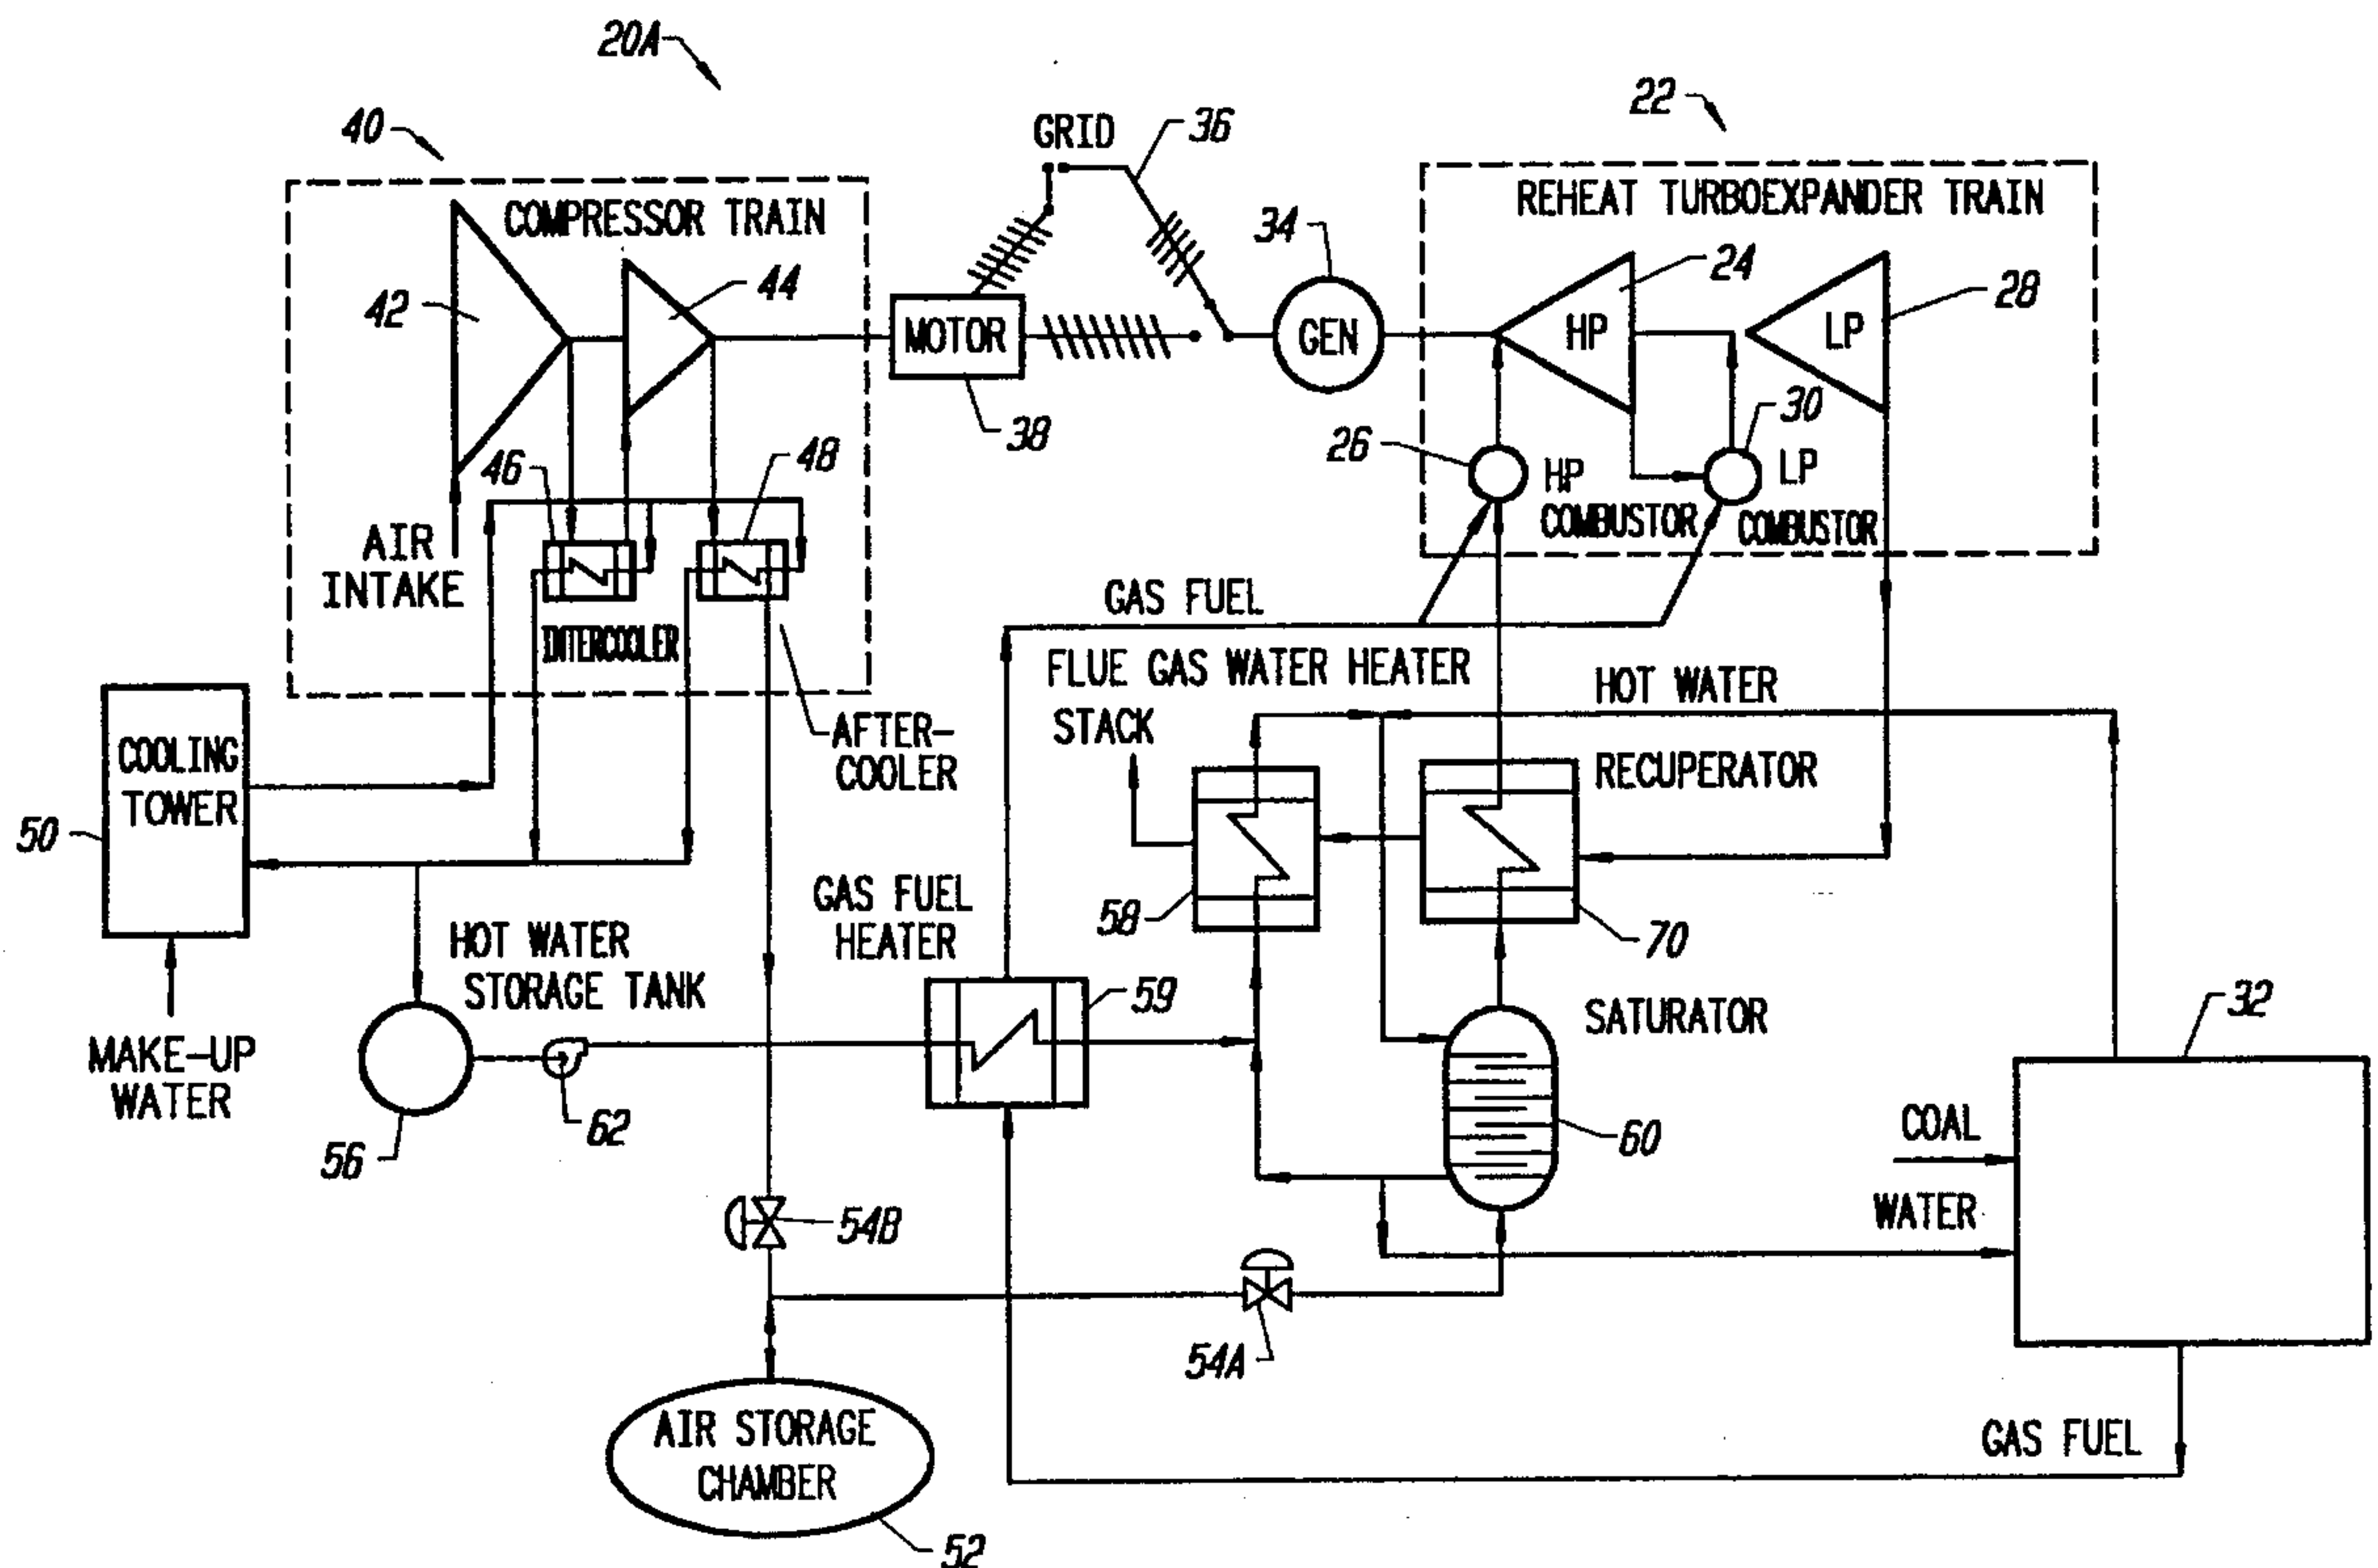 20A
22
40
GRID
36
REHEAT TURBOEXPANDER TRAIN
COMPRESSOR TRAIN
34
24
28
42
44
MOTOR
GEN
HP
LP
38
26
30
46
48
HP
COMBUSTOR
LP
COMBUSTOR
AIR
INTAKE
INTERCOOLER
GAS FUEL
FLUE GAS WATER HEATER
STACK
HOT WATER
AFTER-
COOLER
COOLING
TOWER
RECUPERATOR
50
GAS FUEL
HEATER
58
70
HOT WATER
STORAGE TANK
59
SATURATOR
32
MAKE-UP
WATER
56
62
60
COAL
WATER
54B
54A
AIR STORAGE
CHAMBER
GAS FUEL
52